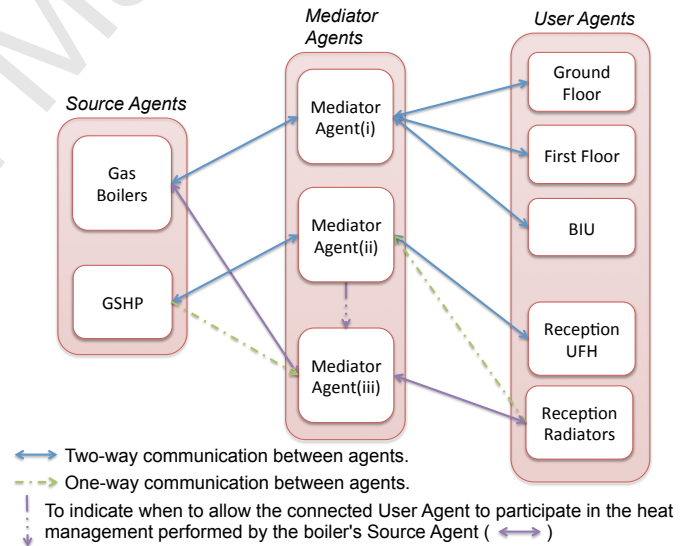 Mediator
Agents
User Agents
Source Agents
Ground
Floor
Mediator
Agent(i)
First Floor
Gas
Boilers
Mediator
Agent(ii)
BIU
GSHP
Reception
UFH
Mediator
Agent(iii)
Reception
Radiators
Two-way communication between agents.
One-way communication between agents.
To indicate when to allow the connected User Agent to participate in the heat
management performed by the boiler's Source Agent ( )